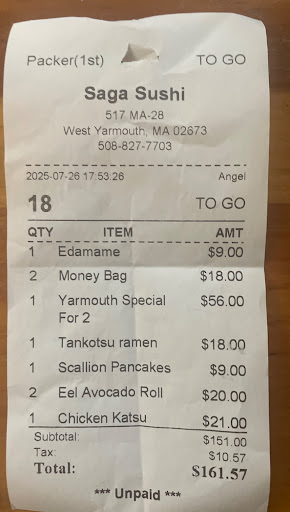 Packer(1st) TO GO
Saga Sushi
517 MA-28
West Yarmouth, MA 02673
508-827-7703
2025-07-26 17:53:26 Angel
18 TO GO
QTY ITEM AMT
1 Edamame $9.00
2 Money Bag $18.00
1 Yarmouth Special $56.00
For 2
1 Tankotsu ramen $18.00
1 Scallion Pancakes $9.00
2 Eel Avocado Roll $20.00
1 Chicken Katsu $21.00
Subtotal: $151.00
Tax: $10.57
Total: $161.57
*** Unpaid ***